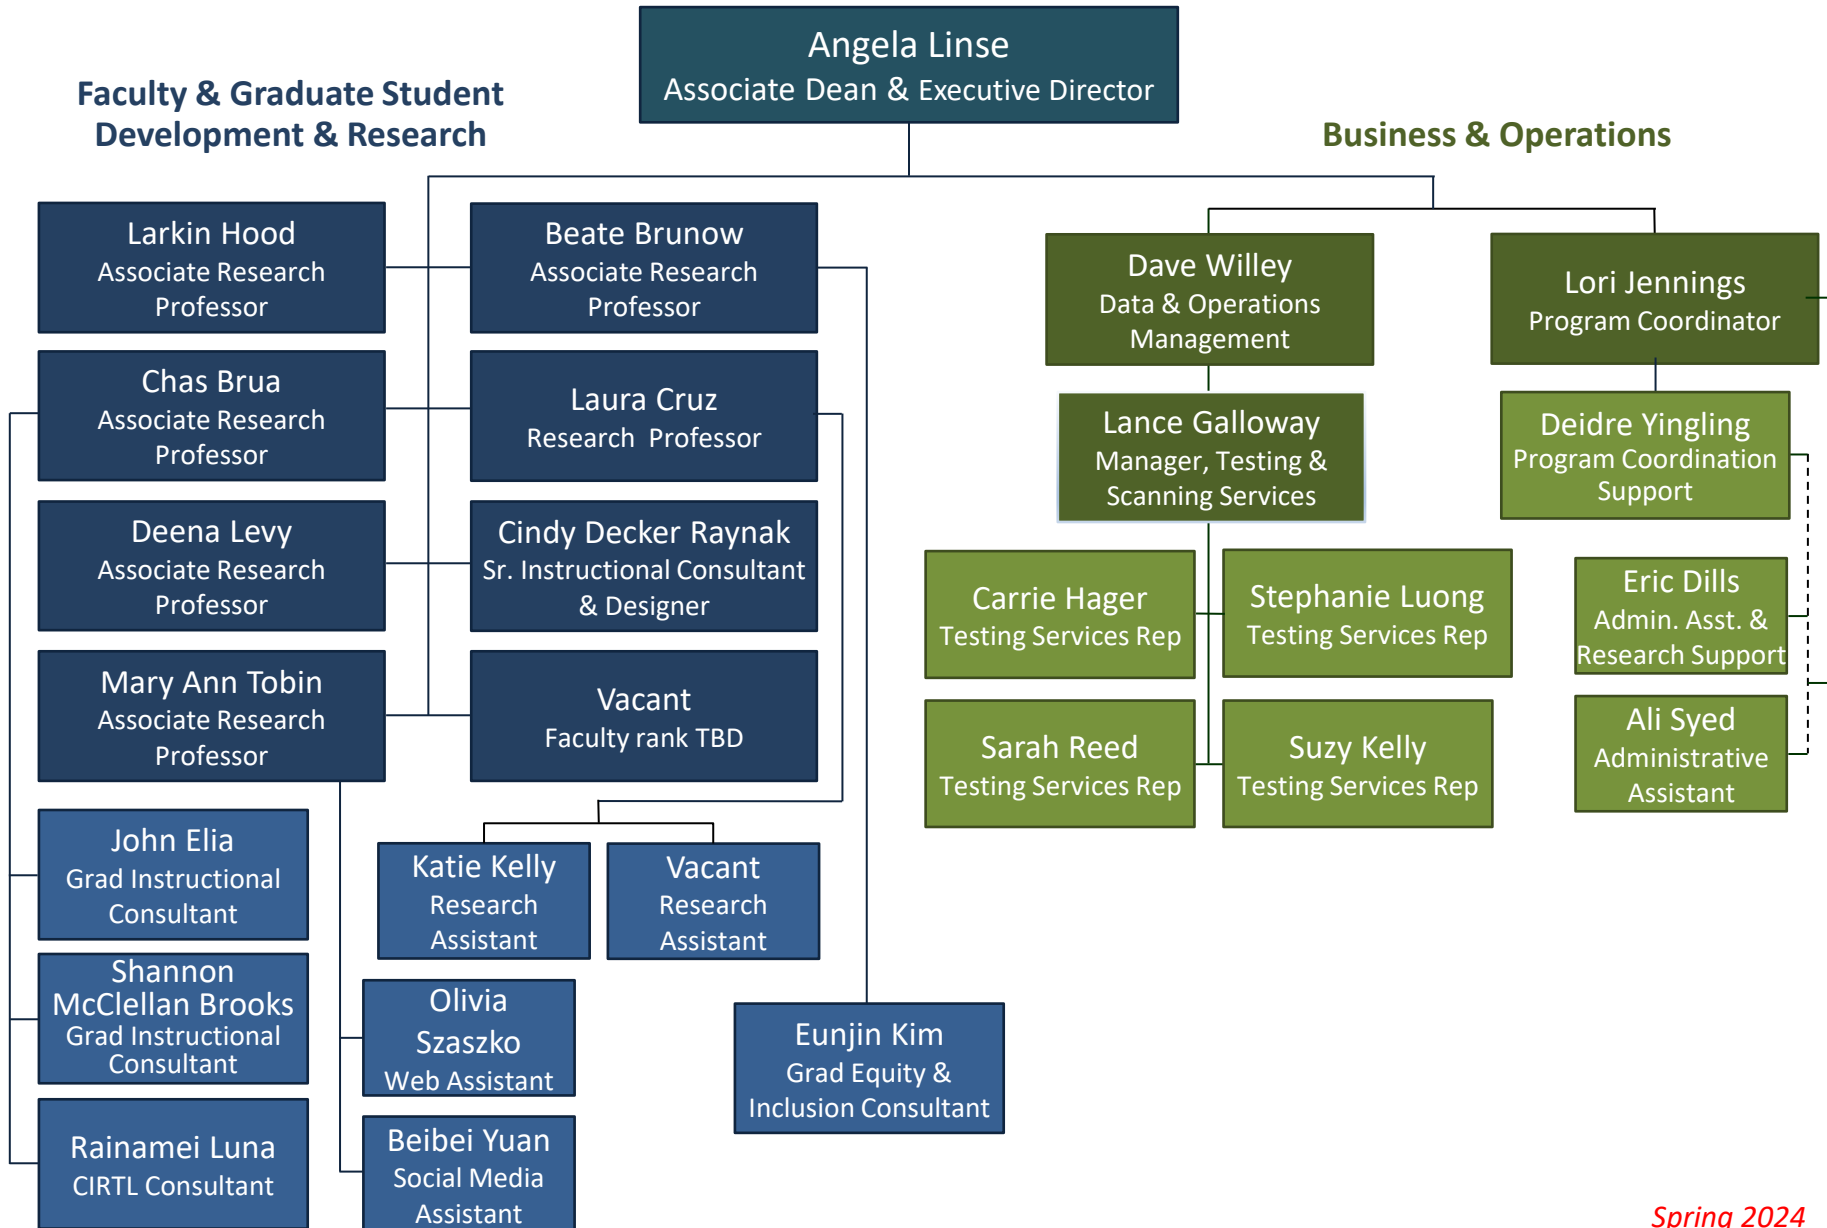 Angela Linse
Associate Dean & Executive Director
Faculty & Graduate Student
Development & Research
Business & Operations
Larkin Hood
Associate Research
Professor
Beate Brunow
Associate Research
Professor
Chas Brua
Associate Research
Professor
Laura Cruz
Research Professor
Deena Levy
Associate Research
Professor
Cindy Decker Raynak
Sr. Instructional Consultant
& Designer
Mary Ann Tobin
Associate Research
Professor
Vacant
Faculty rank TBD
John Elia
Grad Instructional
Consultant
Shannon
McClellan Brooks
Grad Instructional
Consultant
Rainamei Luna
CIRTL Consultant
Katie Kelly
Research
Assistant
Vacant
Research
Assistant
Olivia
Szaszko
Web Assistant
Beibei Yuan
Social Media
Assistant
Eunjin Kim
Grad Equity &
Inclusion Consultant
Dave Willey
Data & Operations
Management
Lance Galloway
Manager, Testing &
Scanning Services
Carrie Hager
Testing Services Rep
Stephanie Luong
Testing Services Rep
Sarah Reed
Testing Services Rep
Suzy Kelly
Testing Services Rep
Lori Jennings
Program Coordinator
Deidre Yingling
Program Coordination
Support
Eric Dills
Admin. Asst. &
Research Support
Ali Syed
Administrative
Assistant
Spring 2024